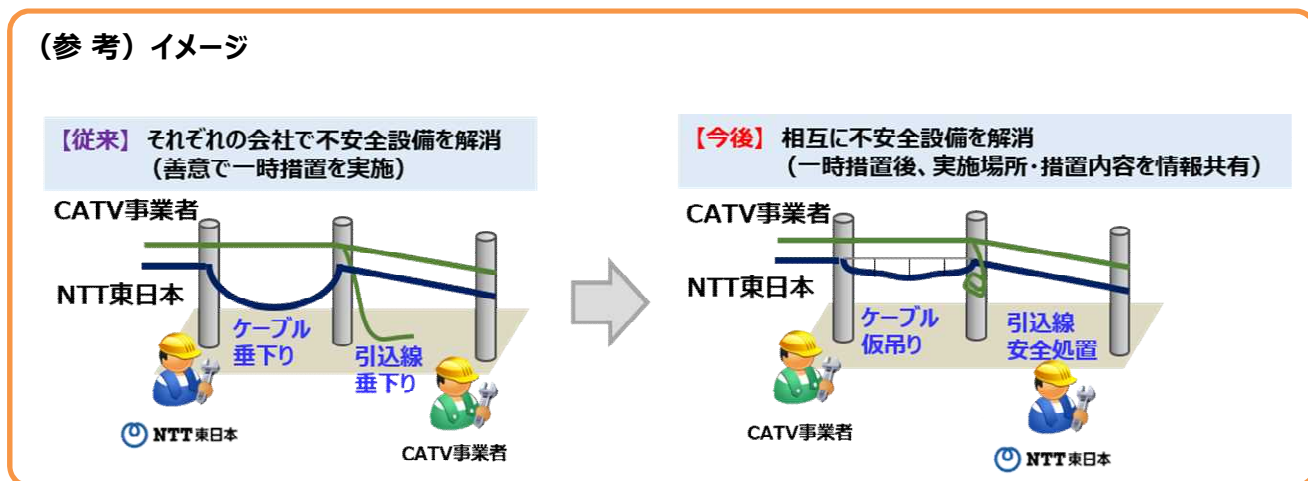 （参 考）イメージ
【従来】 それぞれの会社で不安全設備を解消
（善意で一時措置を実施）
CATV事業者
NTT東日本
ケーブル
垂下り
引込線
垂下り
NTT東日本
CATV事業者
【今後】 相互に不安全設備を解消
（一時措置後、実施場所・措置内容を情報共有）
CATV事業者
NTT東日本
ケーブル
仮吊り
引込線
安全処置
CATV事業者
NTT東日本